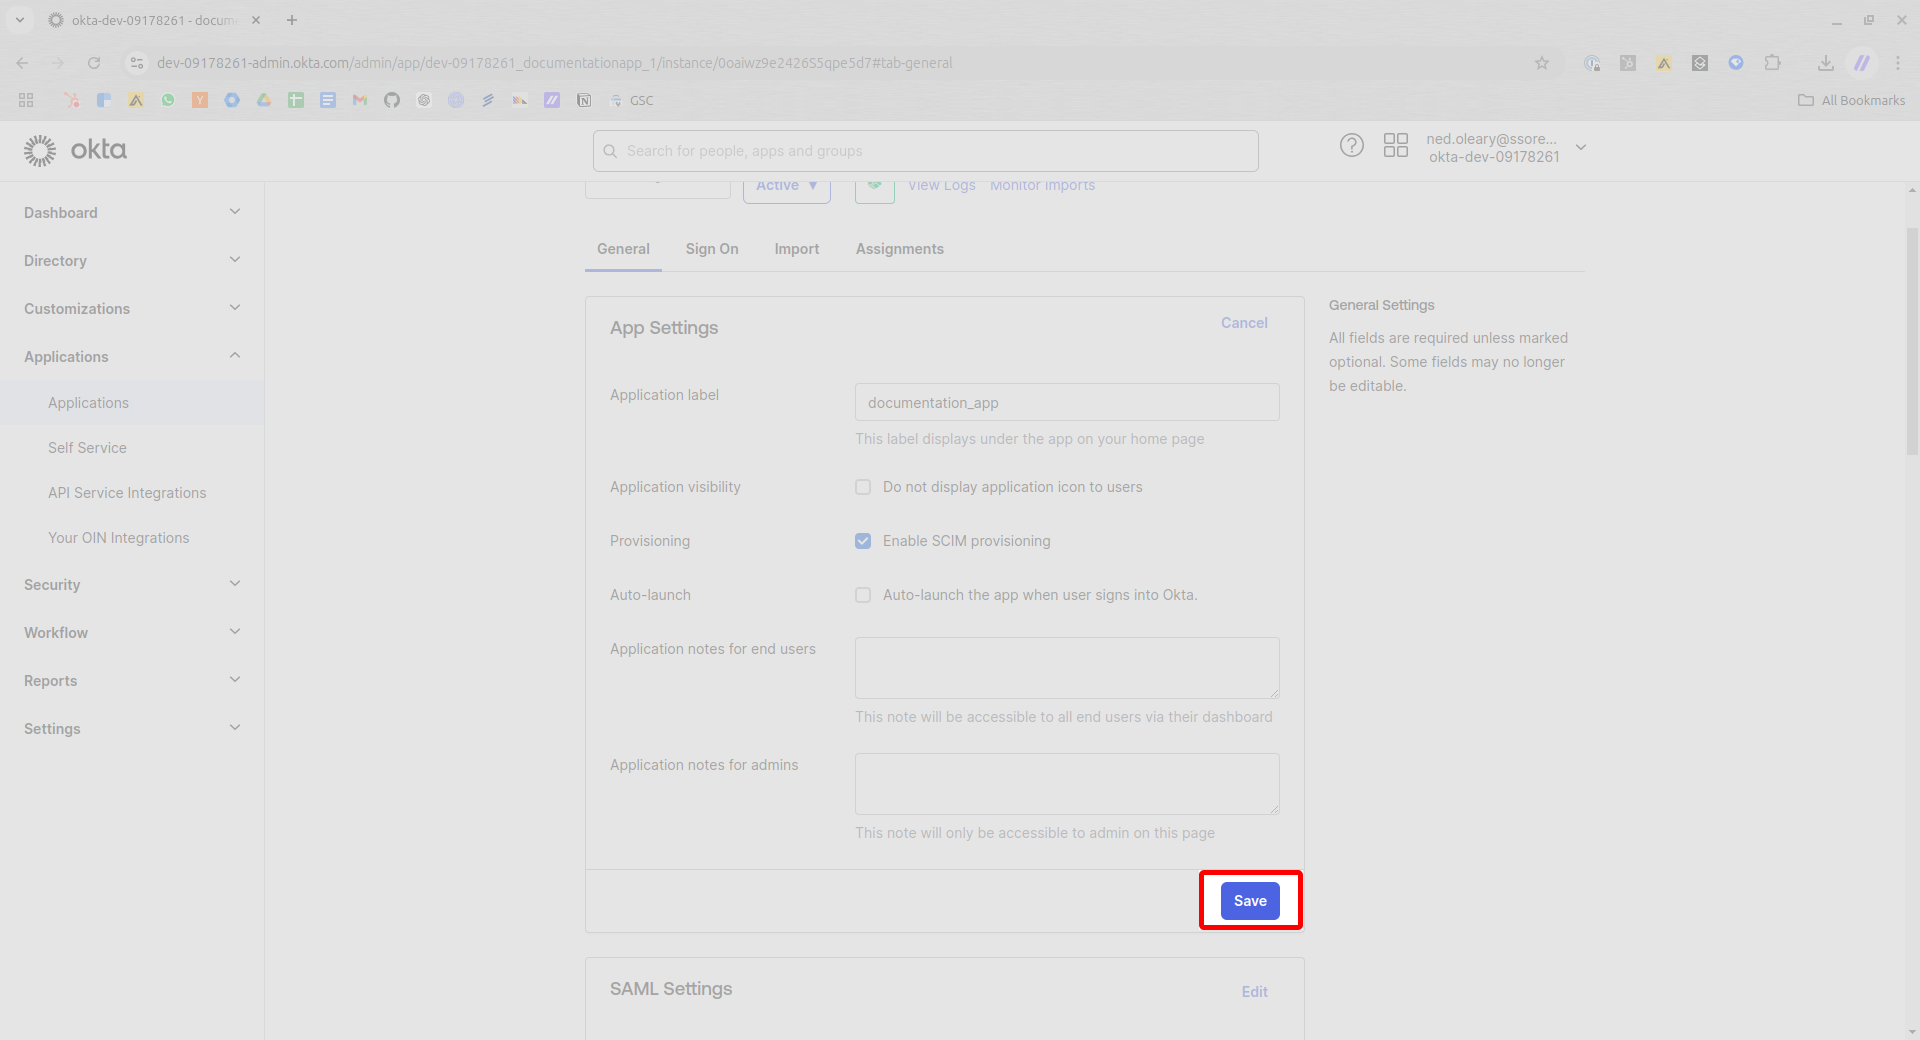 okta-dev-09178261 - docum
dev-09178261-admin.okta.com/admin/app/dev-09178261_documentationapp_1/instance/0oaiwz9e2426S5qpe5d7#tab-general
GSC
All Bookmarks
okta
Search for people, apps and groups
ned.oleary@ssore...
okta-dev-09178261
Active
View Logs
Monitor Imports
Dashboard
Directory
Customizations
Applications
Applications
Self Service
API Service Integrations
Your OIN Integrations
Security
Workflow
Reports
Settings
General
Sign On
Import
Assignments
App Settings
Cancel
Application label
documentation_app
This label displays under the app on your home page
Application visibility
Do not display application icon to users
Provisioning
Enable SCIM provisioning
Auto-launch
Auto-launch the app when user signs into Okta.
Application notes for end users
This note will be accessible to all end users via their dashboard
Application notes for admins
This note will only be accessible to admin on this page
Save
SAML Settings
Edit
General Settings
All fields are required unless marked
optional. Some fields may no longer
be editable.